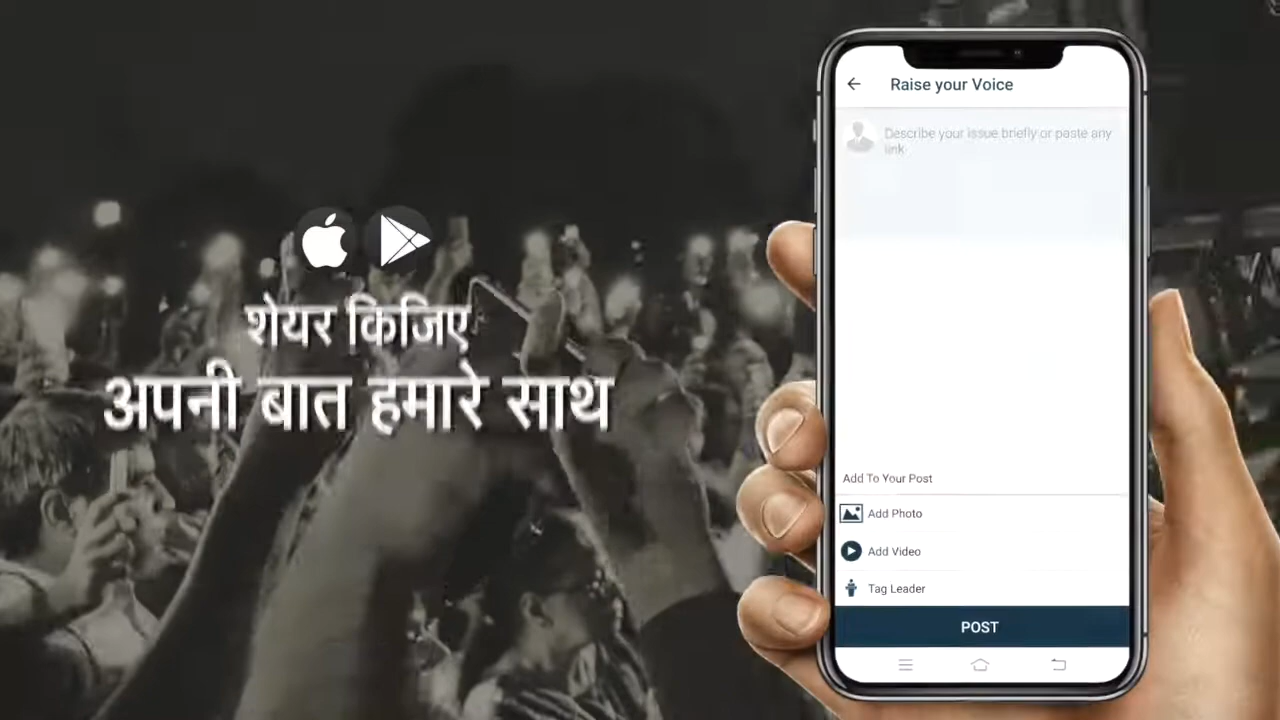 शेयर किजिए
अपनी बात हमारे साथ
Raise your Voice
Describe your issue briefly or paste any
link
Add To Your Post
Add Photo
Add Video
Tag Leader
POST